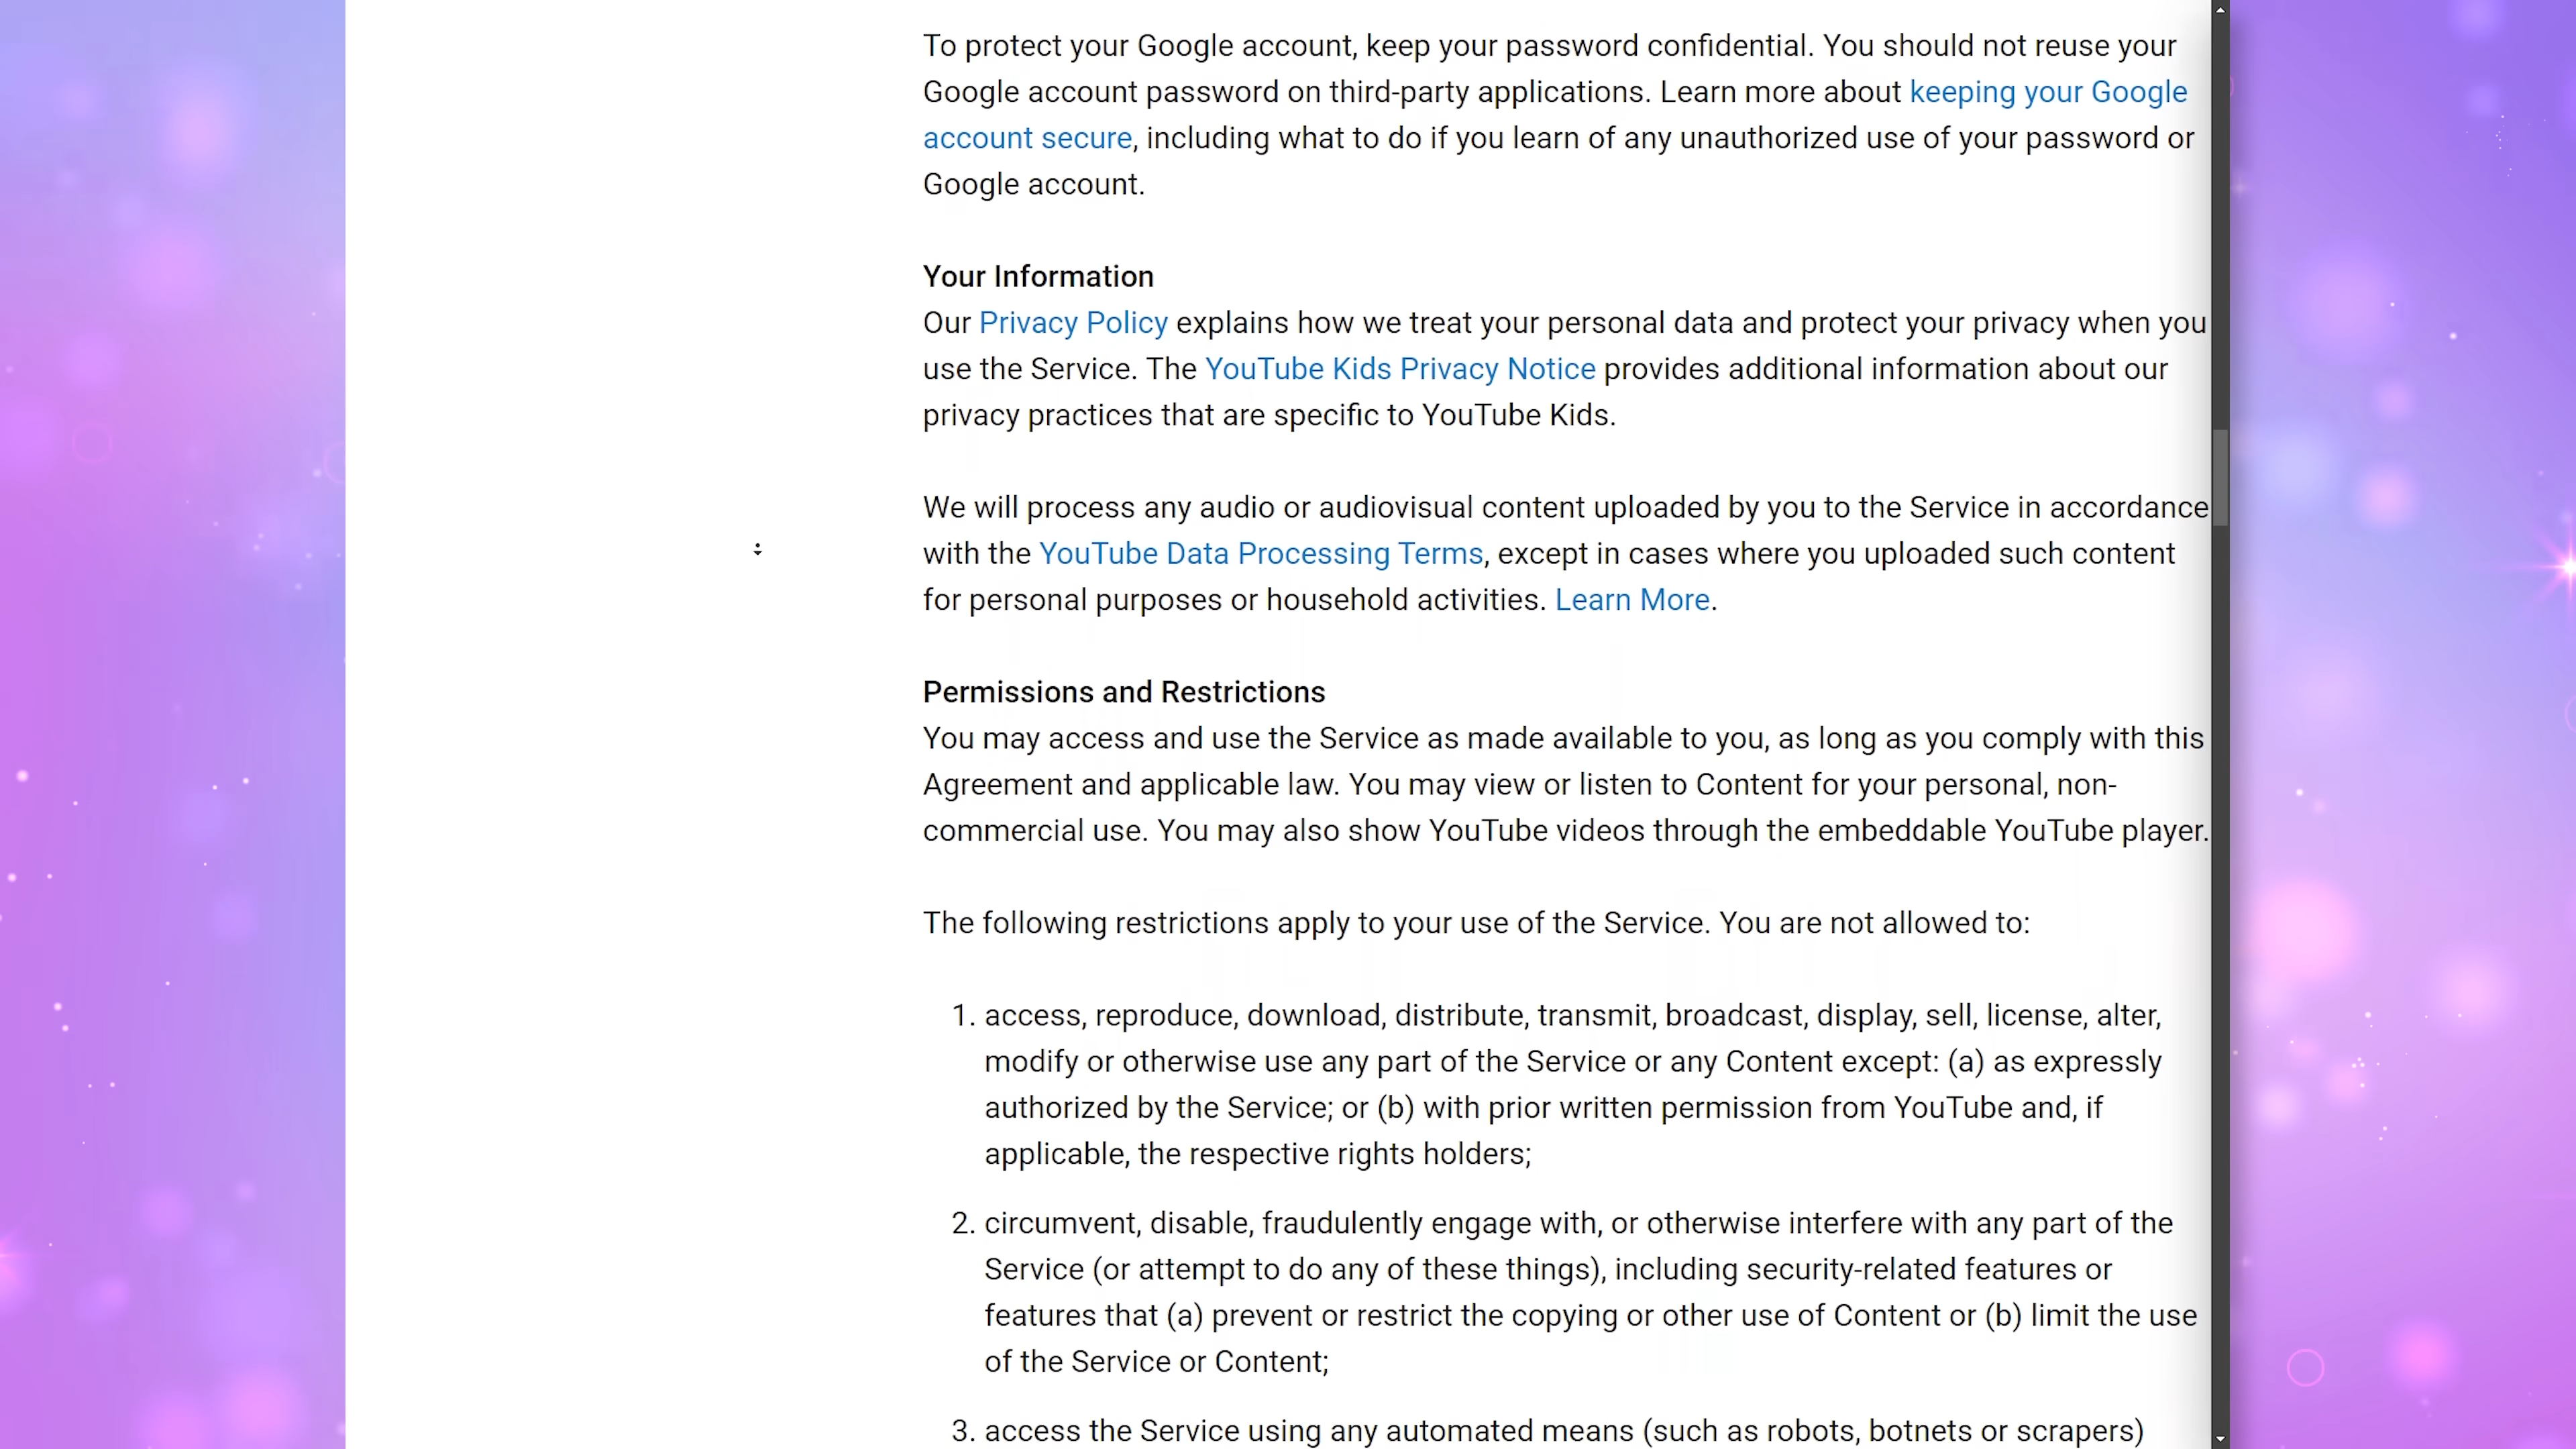 To protect your Google account, keep your password confidential. You should not reuse your
Google account password on third-party applications. Learn more about keeping your Google
account secure, including what to do if you learn of any unauthorized use of your password or
Google account.
Your Information
Our Privacy Policy explains how we treat your personal data and protect your privacy when you
use the Service. The YouTube Kids Privacy Notice provides additional information about our
privacy practices that are specific to YouTube Kids.
We will process any audio or audiovisual content uploaded by you to the Service in accordance
with the YouTube Data Processing Terms, except in cases where you uploaded such content
for personal purposes or household activities. Learn More.
Permissions and Restrictions
You may access and use the Service as made available to you, as long as you comply with this
Agreement and applicable law. You may view or listen to Content for your personal, non-
commercial use. You may also show YouTube videos through the embeddable YouTube player.
The following restrictions apply to your use of the Service. You are not allowed to:
1. access, reproduce, download, distribute, transmit, broadcast, display, sell, license, alter,
modify or otherwise use any part of the Service or any Content except: (a) as expressly
authorized by the Service; or (b) with prior written permission from YouTube and, if
applicable, the respective rights holders;
2. circumvent, disable, fraudulently engage with, or otherwise interfere with any part of the
Service (or attempt to do any of these things), including security-related features or
features that (a) prevent or restrict the copying or other use of Content or (b) limit the use
of the Service or Content;
3. access the Service using any automated means (such as robots, botnets or scrapers)